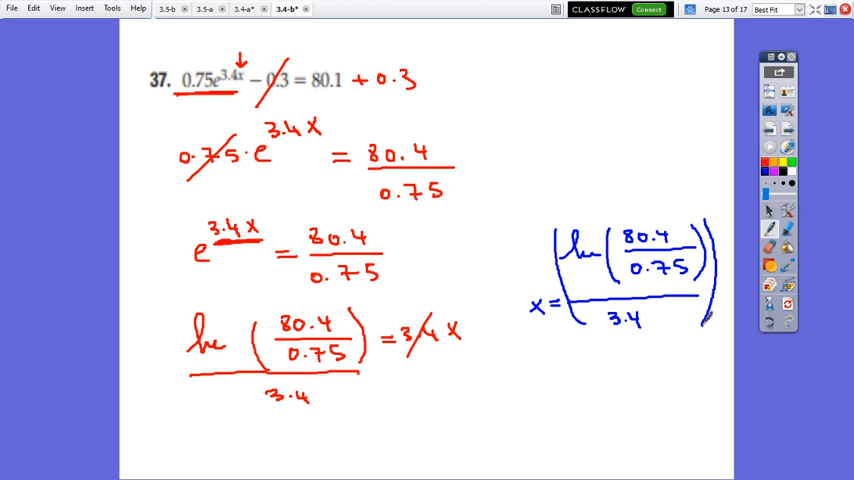 File Edit View Insert Tools Help
3.5-b 3.5-a 3.4-a* 3.4-b*
CLASSFLOW Connect
Page 13 of 17 Best Fit
37. 0.75e^3.4x − 0.3 = 80.1 + 0.3
0.75 · e^3.4x = 80.4 / 0.75
e^3.4x = 80.4 / 0.75
ln (80.4 / 0.75) / 3.4 = 3.4 x
x = (ln (80.4 / 0.75) / 3.4)